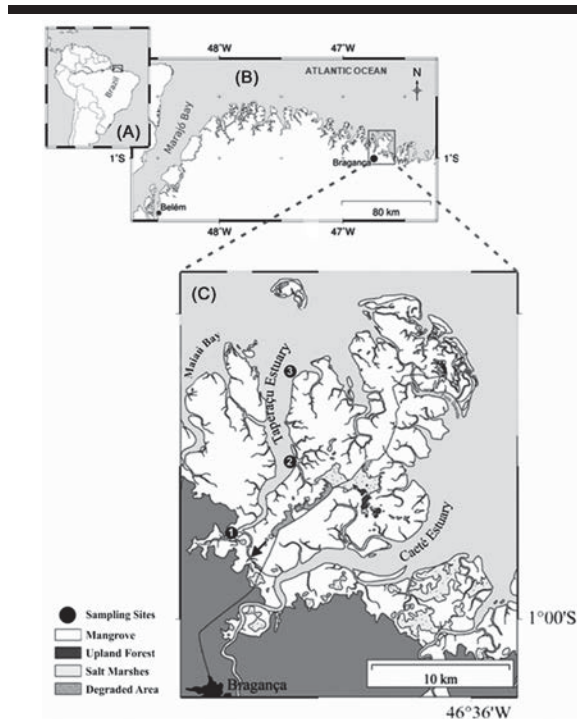 48°W
47°W
(B)
ATLANTIC OCEAN
N
Brazil
(A)
Marajó Bay
1°S
1°S
Bragança
Belém
80 km
48°W
47°W
(C)
Maiaú Bay
Taperaçu Estuary
3
2
1
Caeté Estuary
Sampling Sites
Mangrove
Upland Forest
Salt Marshes
Degraded Area
1°00'S
Bragança
10 km
46°36'W